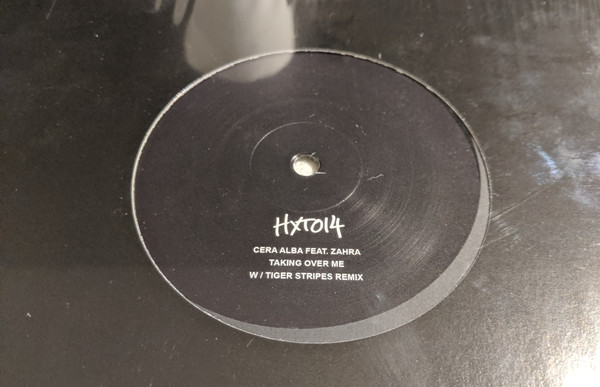 HXT014
CERA ALBA FEAT. ZAHRA
TAKING OVER ME
W / TIGER STRIPES REMIX